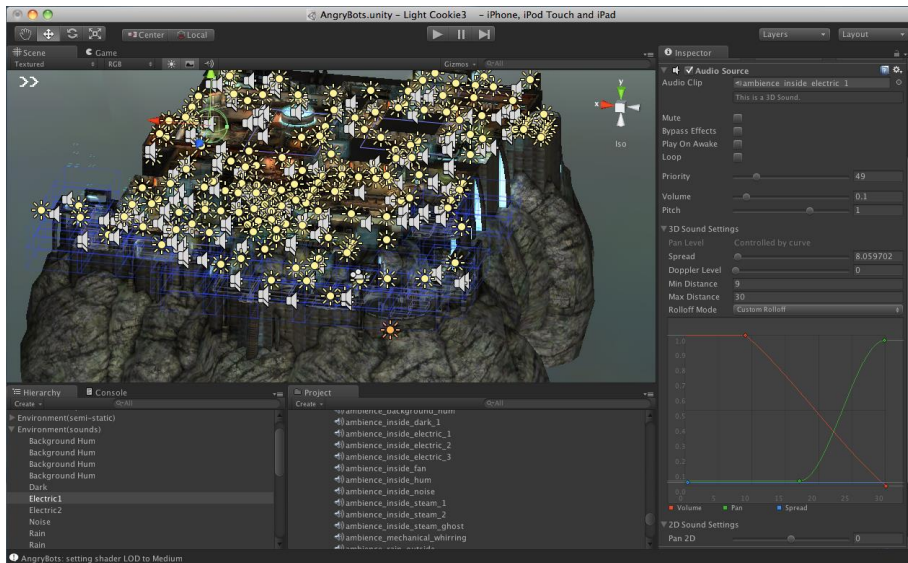 AngryBots.unity - Light Cookie3 - iPhone, iPod Touch and iPad
Center Local Layers Layout
Scene Game
Textured RGB Gizmos All
y
x
Iso
Inspector
Audio Source
Audio Clip ambience inside electric 1
This is a 3D Sound.
Mute
Bypass Effects
Play On Awake
Loop
Priority 49
Volume 0.1
Pitch 1
3D Sound Settings
Pan Level Controlled by curve
Spread 8.059702
Doppler Level 0
Min Distance 9
Max Distance 30
Rolloff Mode Custom Rolloff
1.0
0.9
0.8
0.7
0.6
0.5
0.4
0.3
0.2
0.1
0.0
5 10 15 20 25 30
Volume Pan Spread
2D Sound Settings
Pan 2D 0
Hierarchy Console
Create All
Environment(semi-static)
Environment(sounds)
Background Hum
Background Hum
Background Hum
Background Hum
Dark
Electric1
Electric2
Noise
Rain
Rain
Project
Create All
ambience_background_hum
ambience_inside_dark_1
ambience_inside_electric_1
ambience_inside_electric_2
ambience_inside_electric_3
ambience_inside_fan
ambience_inside_hum
ambience_inside_noise
ambience_inside_steam_1
ambience_inside_steam_2
ambience_inside_steam_ghost
ambience_mechanical_whirring
ambience_rain_outside
AngryBots: setting shader LOD to Medium